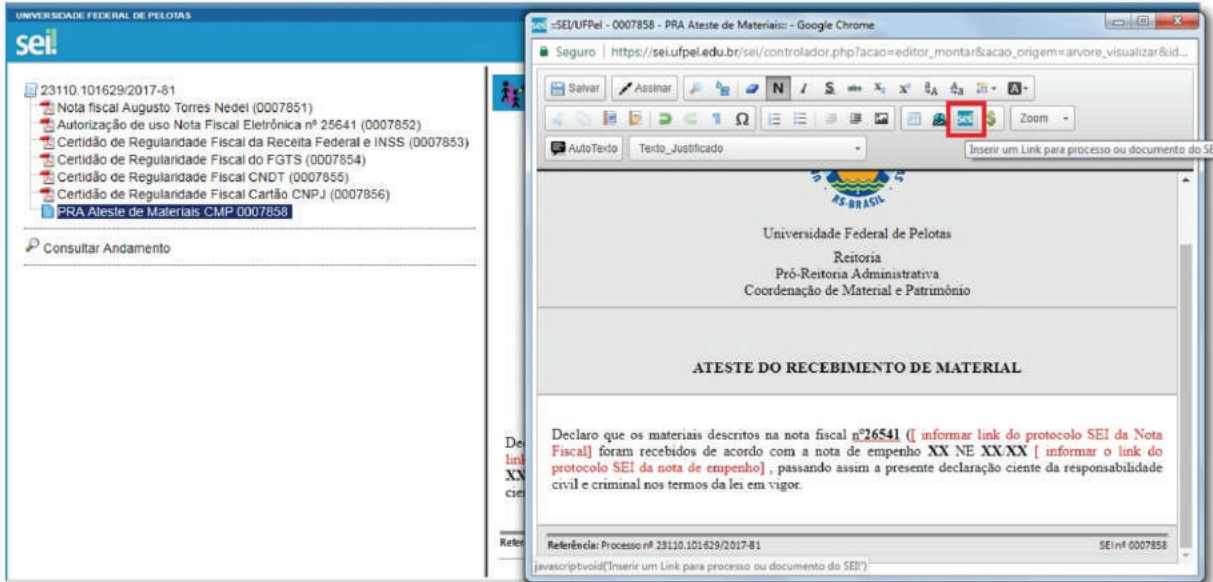 UNIVERSIDADE FEDERAL DE PELOTAS
sei!
23110.101629/2017-81
Nota fiscal Augusto Torres Nedel (0007851)
Autorização de uso Nota Fiscal Eletrônica nº 25641 (0007852)
Certidão de Regularidade Fiscal da Receita Federal e INSS (0007853)
Certidão de Regularidade Fiscal do FGTS (0007854)
Certidão de Regularidade Fiscal CNDT (0007855)
Certidão de Regularidade Fiscal Cartão CNPJ (0007856)
PRA Ateste de Materiais CMP 0007858
Consultar Andamento
De
link
XX
cie
Refer
sei :::SEI/UFPel - 0007858 - PRA Ateste de Materiais::: - Google Chrome
Seguro | https://sei.ufpel.edu.br/sei/controlador.php?acao=editor_montar&acao_origem=arvore_visualizar&id...
Salvar Assinar N I S abc X₂ X²
Ω sei! $ Zoom
AutoTexto Texto_Justificado
Inserir um Link para processo ou documento do SE
RS-BRASIL
Universidade Federal de Pelotas
Reitoria
Pró-Reitoria Administrativa
Coordenação de Material e Patrimônio
ATESTE DO RECEBIMENTO DE MATERIAL
Declaro que os materiais descritos na nota fiscal nº26541 ([ informar link do protocolo SEI da Nota
Fiscal] foram recebidos de acordo com a nota de empenho XX NE XX/XX [ informar o link do
protocolo SEI da nota de empenho] , passando assim a presente declaração ciente da responsabilidade
civil e criminal nos termos da lei em vigor.
Referência: Processo nº 23110.101629/2017-81 SEI nº 0007858
javascript:void('Inserir um Link para processo ou documento do SEI!')